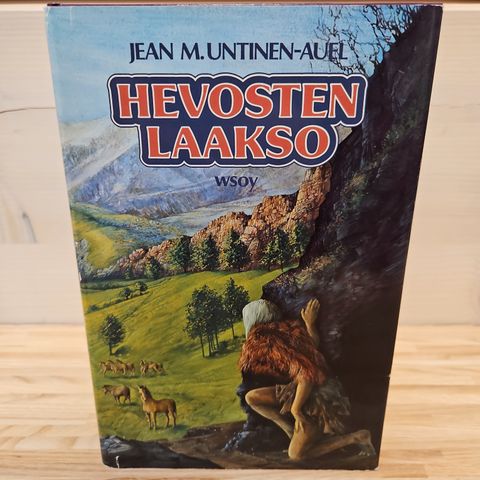 JEAN M. UNTINEN-AUEL
HEVOSTEN
LAAKSO
WSOY